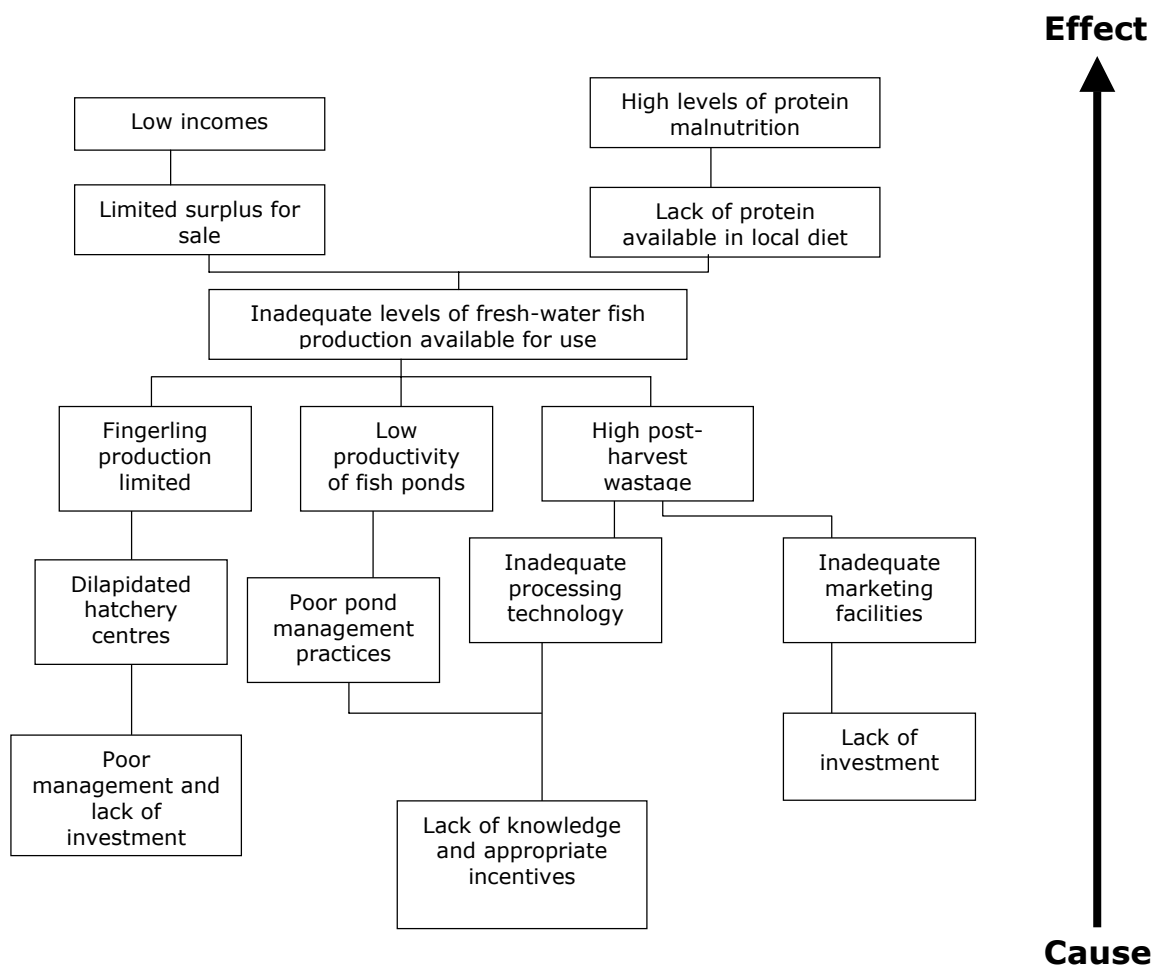 Effect
Low incomes
High levels of protein
malnutrition
Limited surplus for
sale
Lack of protein
available in local diet
Inadequate levels of fresh-water fish
production available for use
Fingerling
production
limited
Low
productivity
of fish ponds
High post-
harvest
wastage
Dilapidated
hatchery
centres
Poor pond
management
practices
Inadequate
processing
technology
Inadequate
marketing
facilities
Poor
management and
lack of
investment
Lack of knowledge
and appropriate
incentives
Lack of
investment
Cause